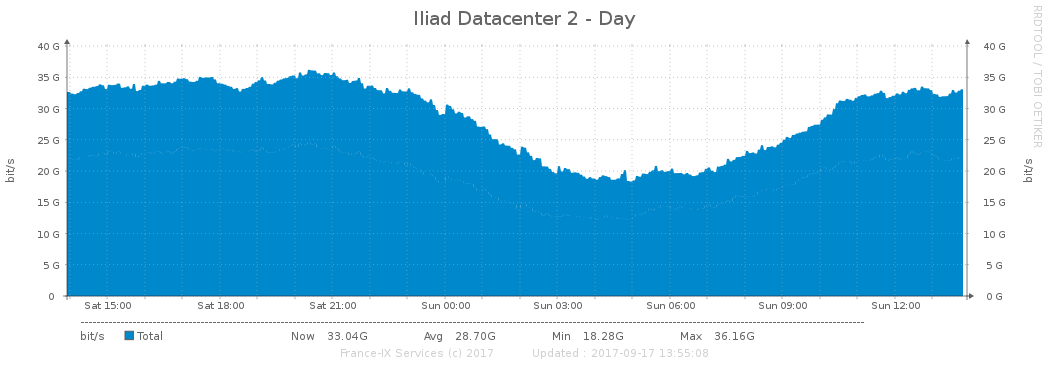 Iliad Datacenter 2 - Day
RRDTOOL / TOBI OETIKER
40 G 40 G
35 G 35 G
30 G 30 G
25 G 25 G
20 G 20 G
15 G 15 G
10 G 10 G
5 G 5 G
0 0 G
bit/s bit/s
Sat 15:00 Sat 18:00 Sat 21:00 Sun 00:00 Sun 03:00 Sun 06:00 Sun 09:00 Sun 12:00
bit/s Total Now 33.04G Avg 28.70G Min 18.28G Max 36.16G
France-IX Services (c) 2017 Updated : 2017-09-17 13:55:08